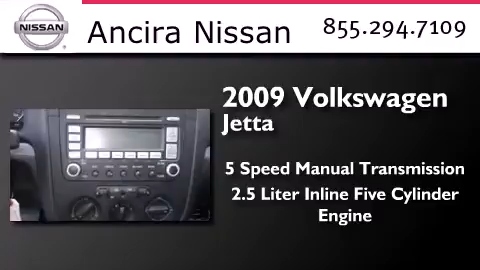 NISSAN
Ancira Nissan
855.294.7109
2009 Volkswagen
Jetta
5 Speed Manual Transmission
2.5 Liter Inline Five Cylinder
Engine